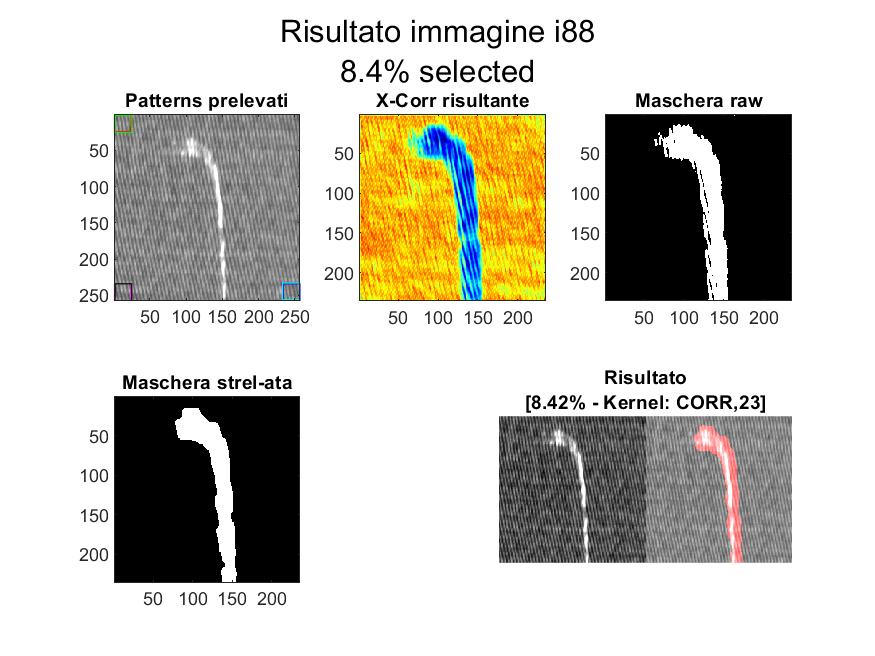 Risultato immagine i88
8.4% selected
Patterns prelevati
X-Corr risultante
Maschera raw
50
100
150
200
250
50 100 150 200 250
50
100
150
200
50 100 150 200
50
100
150
200
50 100 150 200
Maschera strel-ata
50
100
150
200
50 100 150 200
Risultato
[8.42% - Kernel: CORR,23]